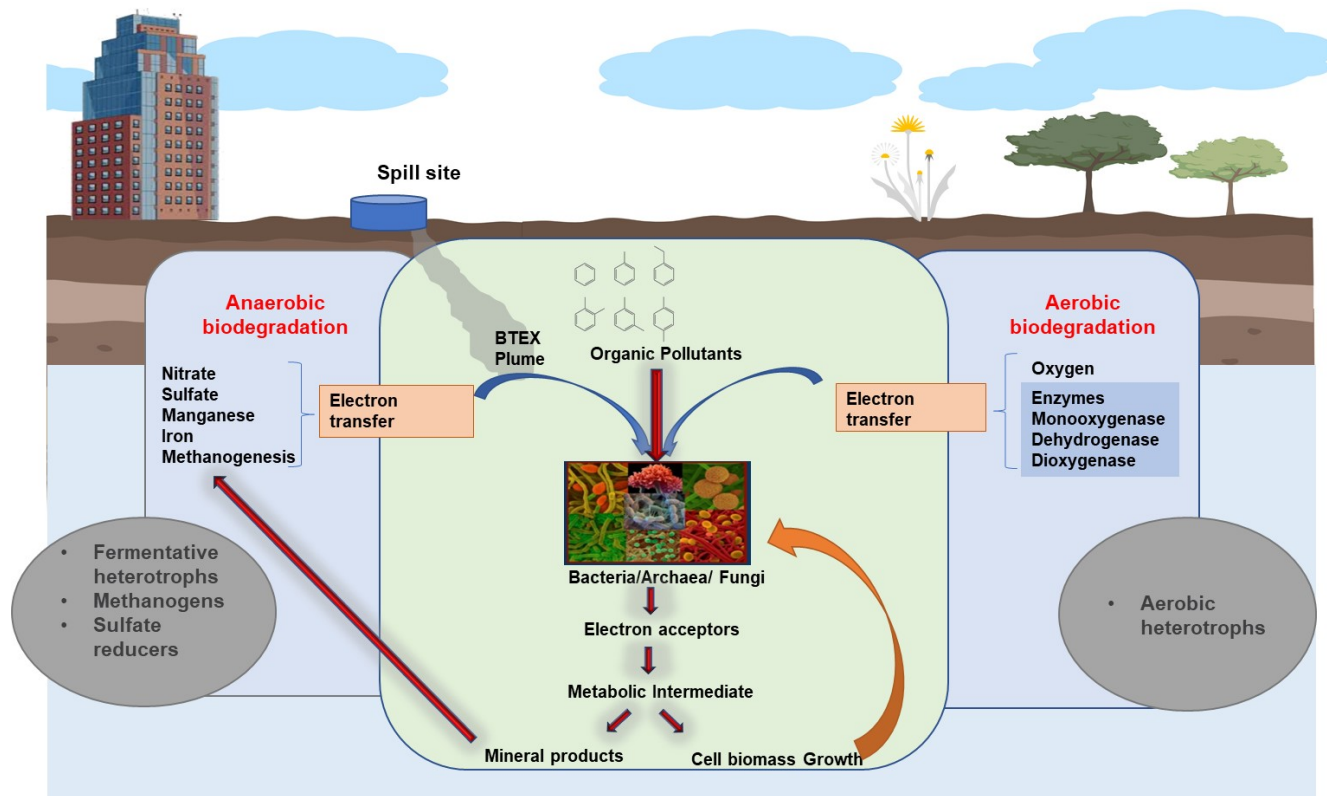 Spill site
Anaerobic
biodegradation
Nitrate
Sulfate
Manganese
Iron
Methanogenesis
Electron
transfer
BTEX
Plume
Organic Pollutants
Electron
transfer
Aerobic
biodegradation
Oxygen
Enzymes
Monooxygenase
Dehydrogenase
Dioxygenase
• Fermentative
heterotrophs
• Methanogens
• Sulfate
reducers
Bacteria/Archaea/ Fungi
Electron acceptors
Metabolic Intermediate
Mineral products
Cell biomass Growth
• Aerobic
heterotrophs